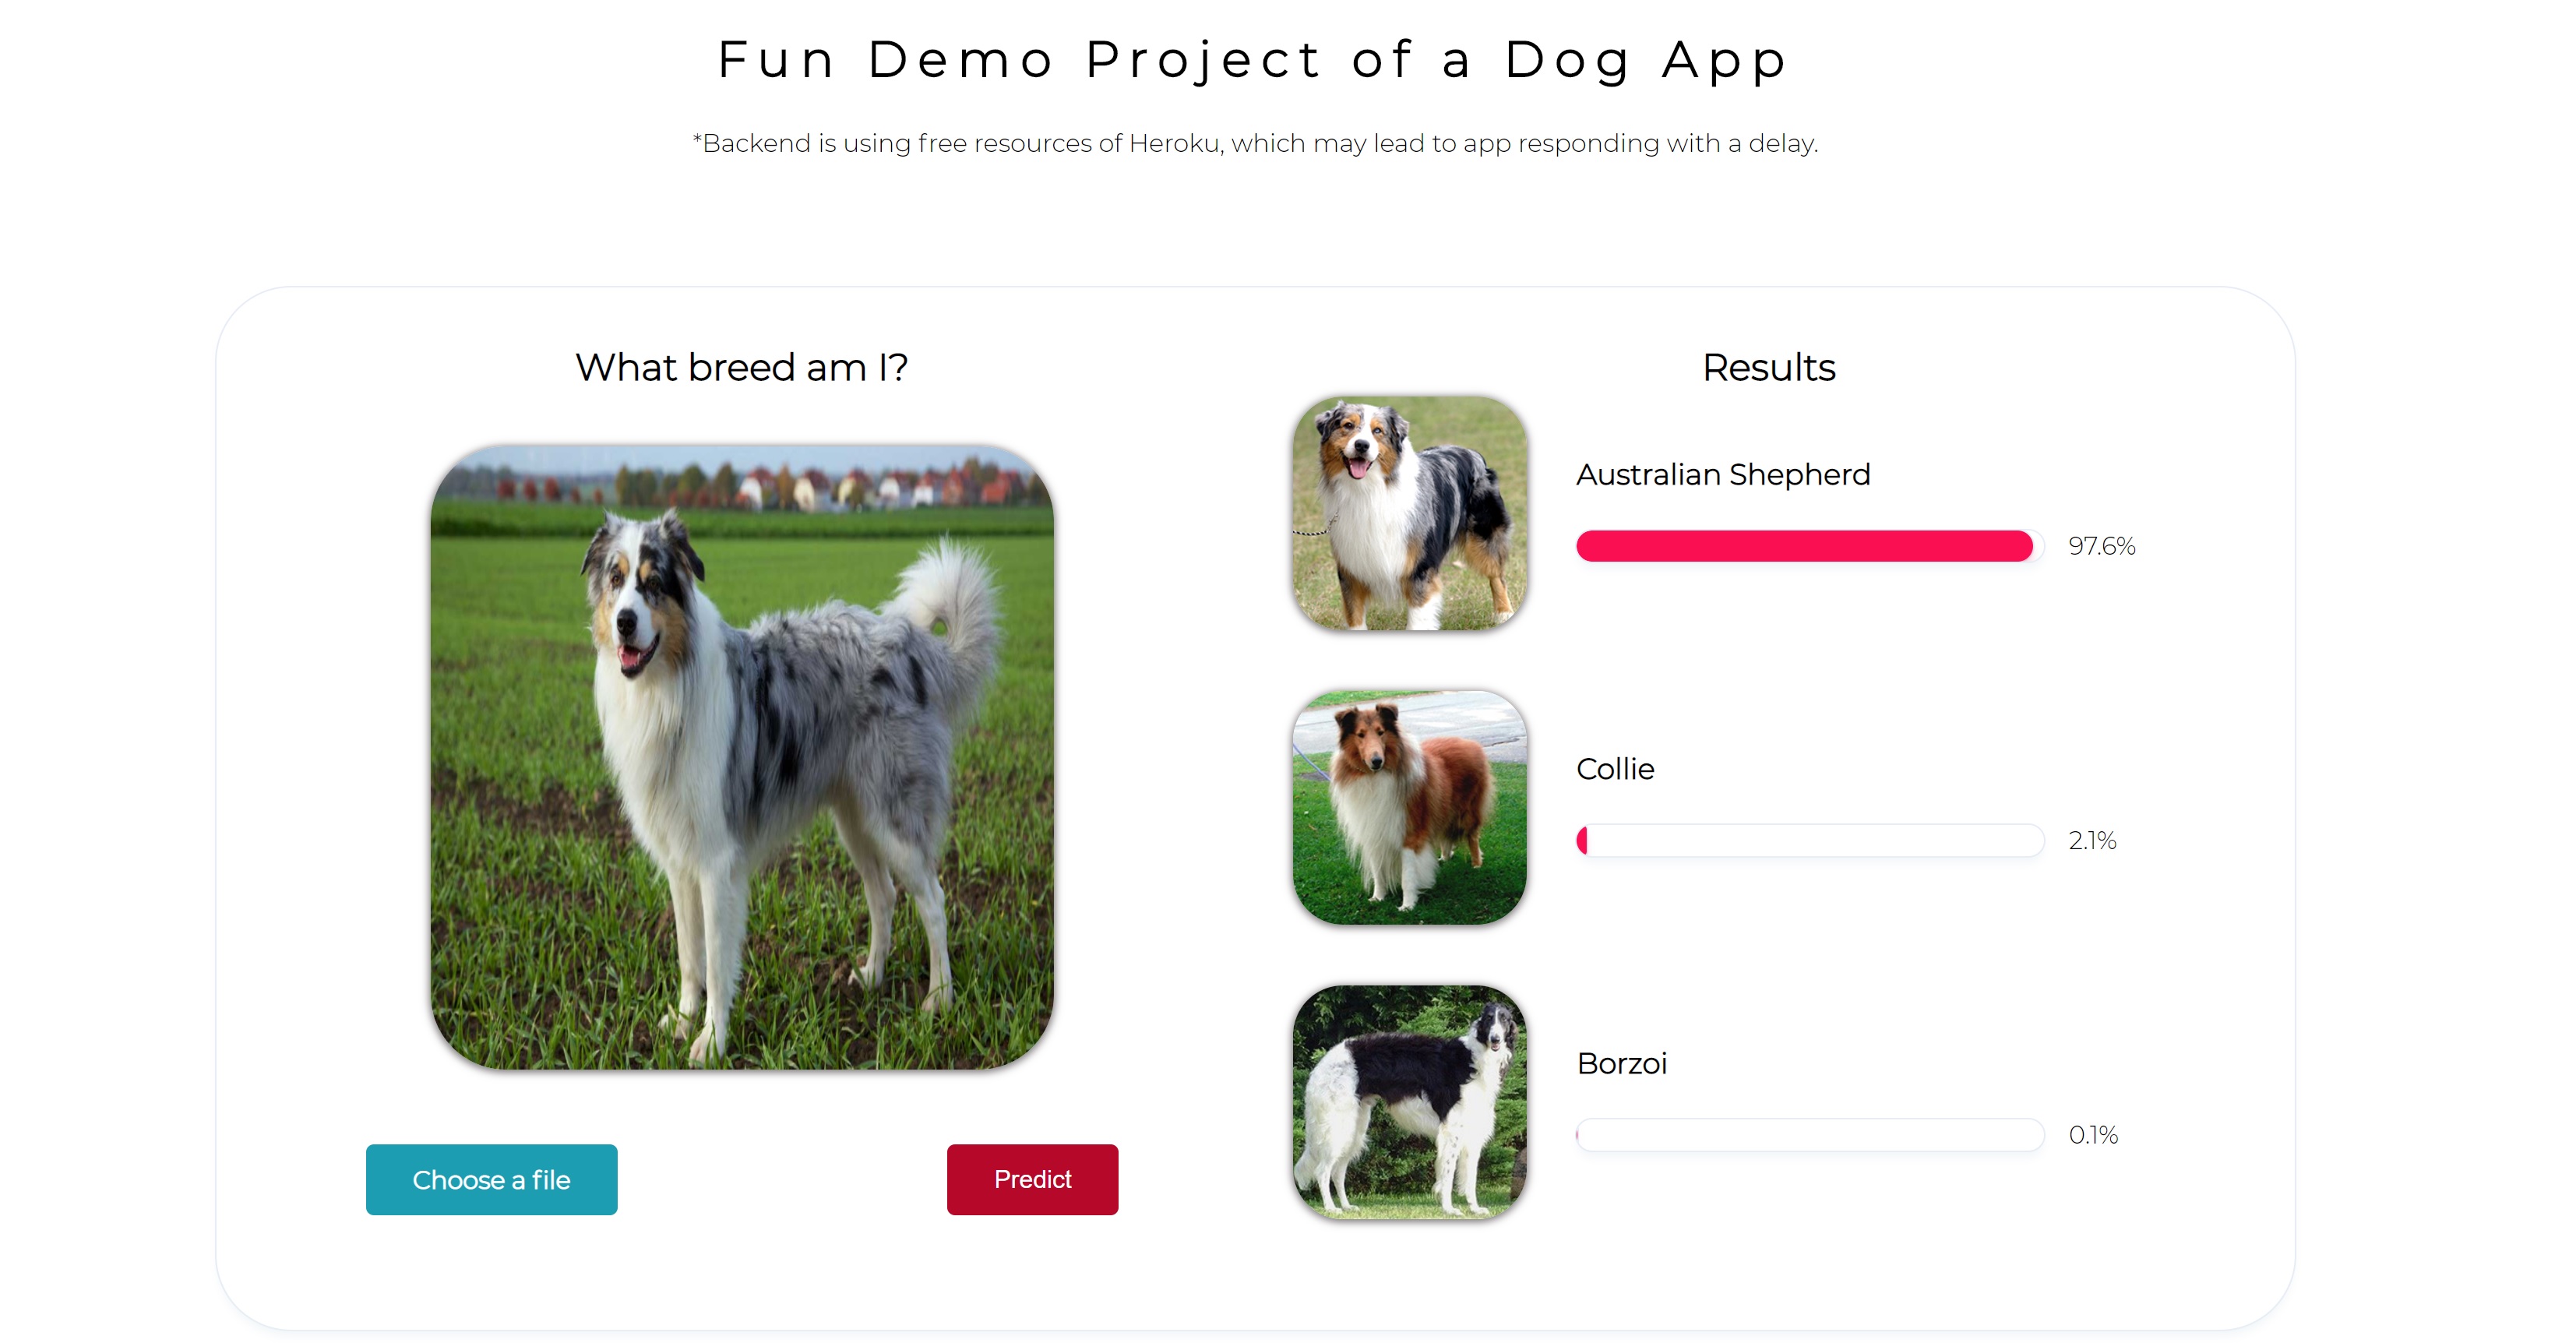 Fun Demo Project of a Dog App
*Backend is using free resources of Heroku, which may lead to app responding with a delay.
What breed am I?
Choose a file
Predict
Results
Australian Shepherd
97.6%
Collie
2.1%
Borzoi
0.1%